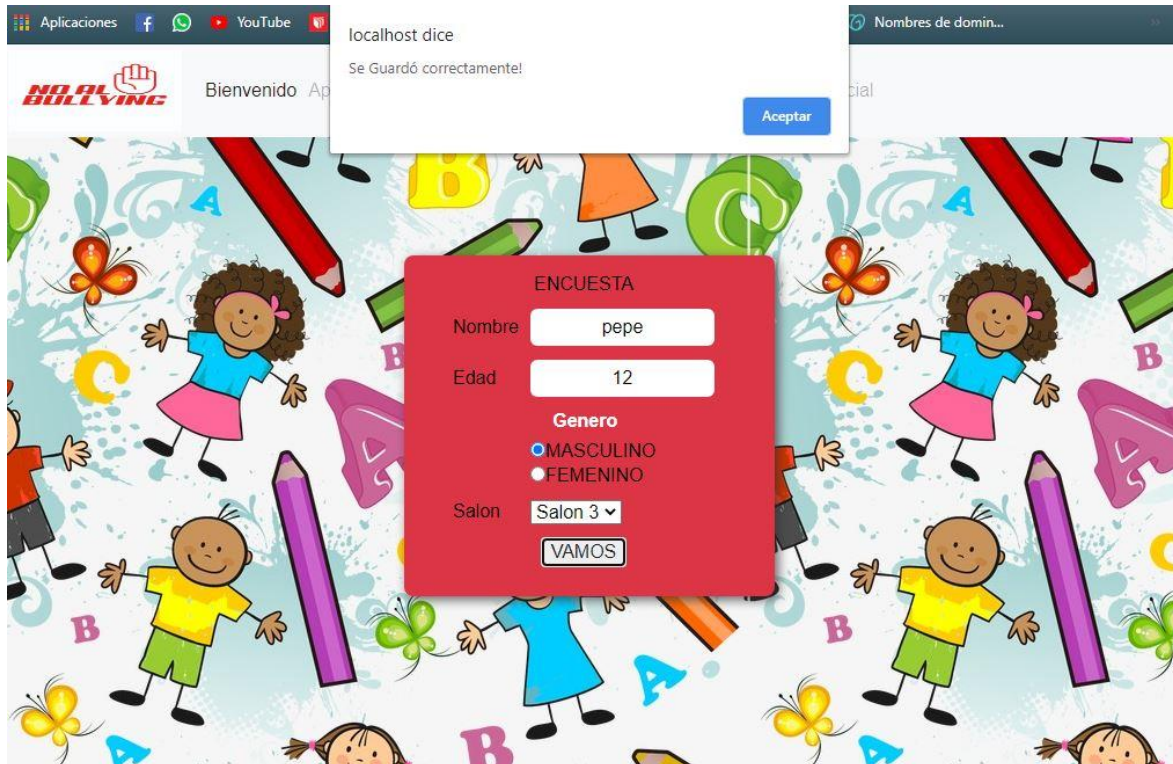 Aplicaciones YouTube Nombres de domin...
localhost dice
Se Guardó correctamente!
Aceptar
NO AL
BULLYING
Bienvenido Ap cial
ENCUESTA
Nombre pepe
Edad 12
Genero
MASCULINO
FEMENINO
Salon Salon 3
VAMOS